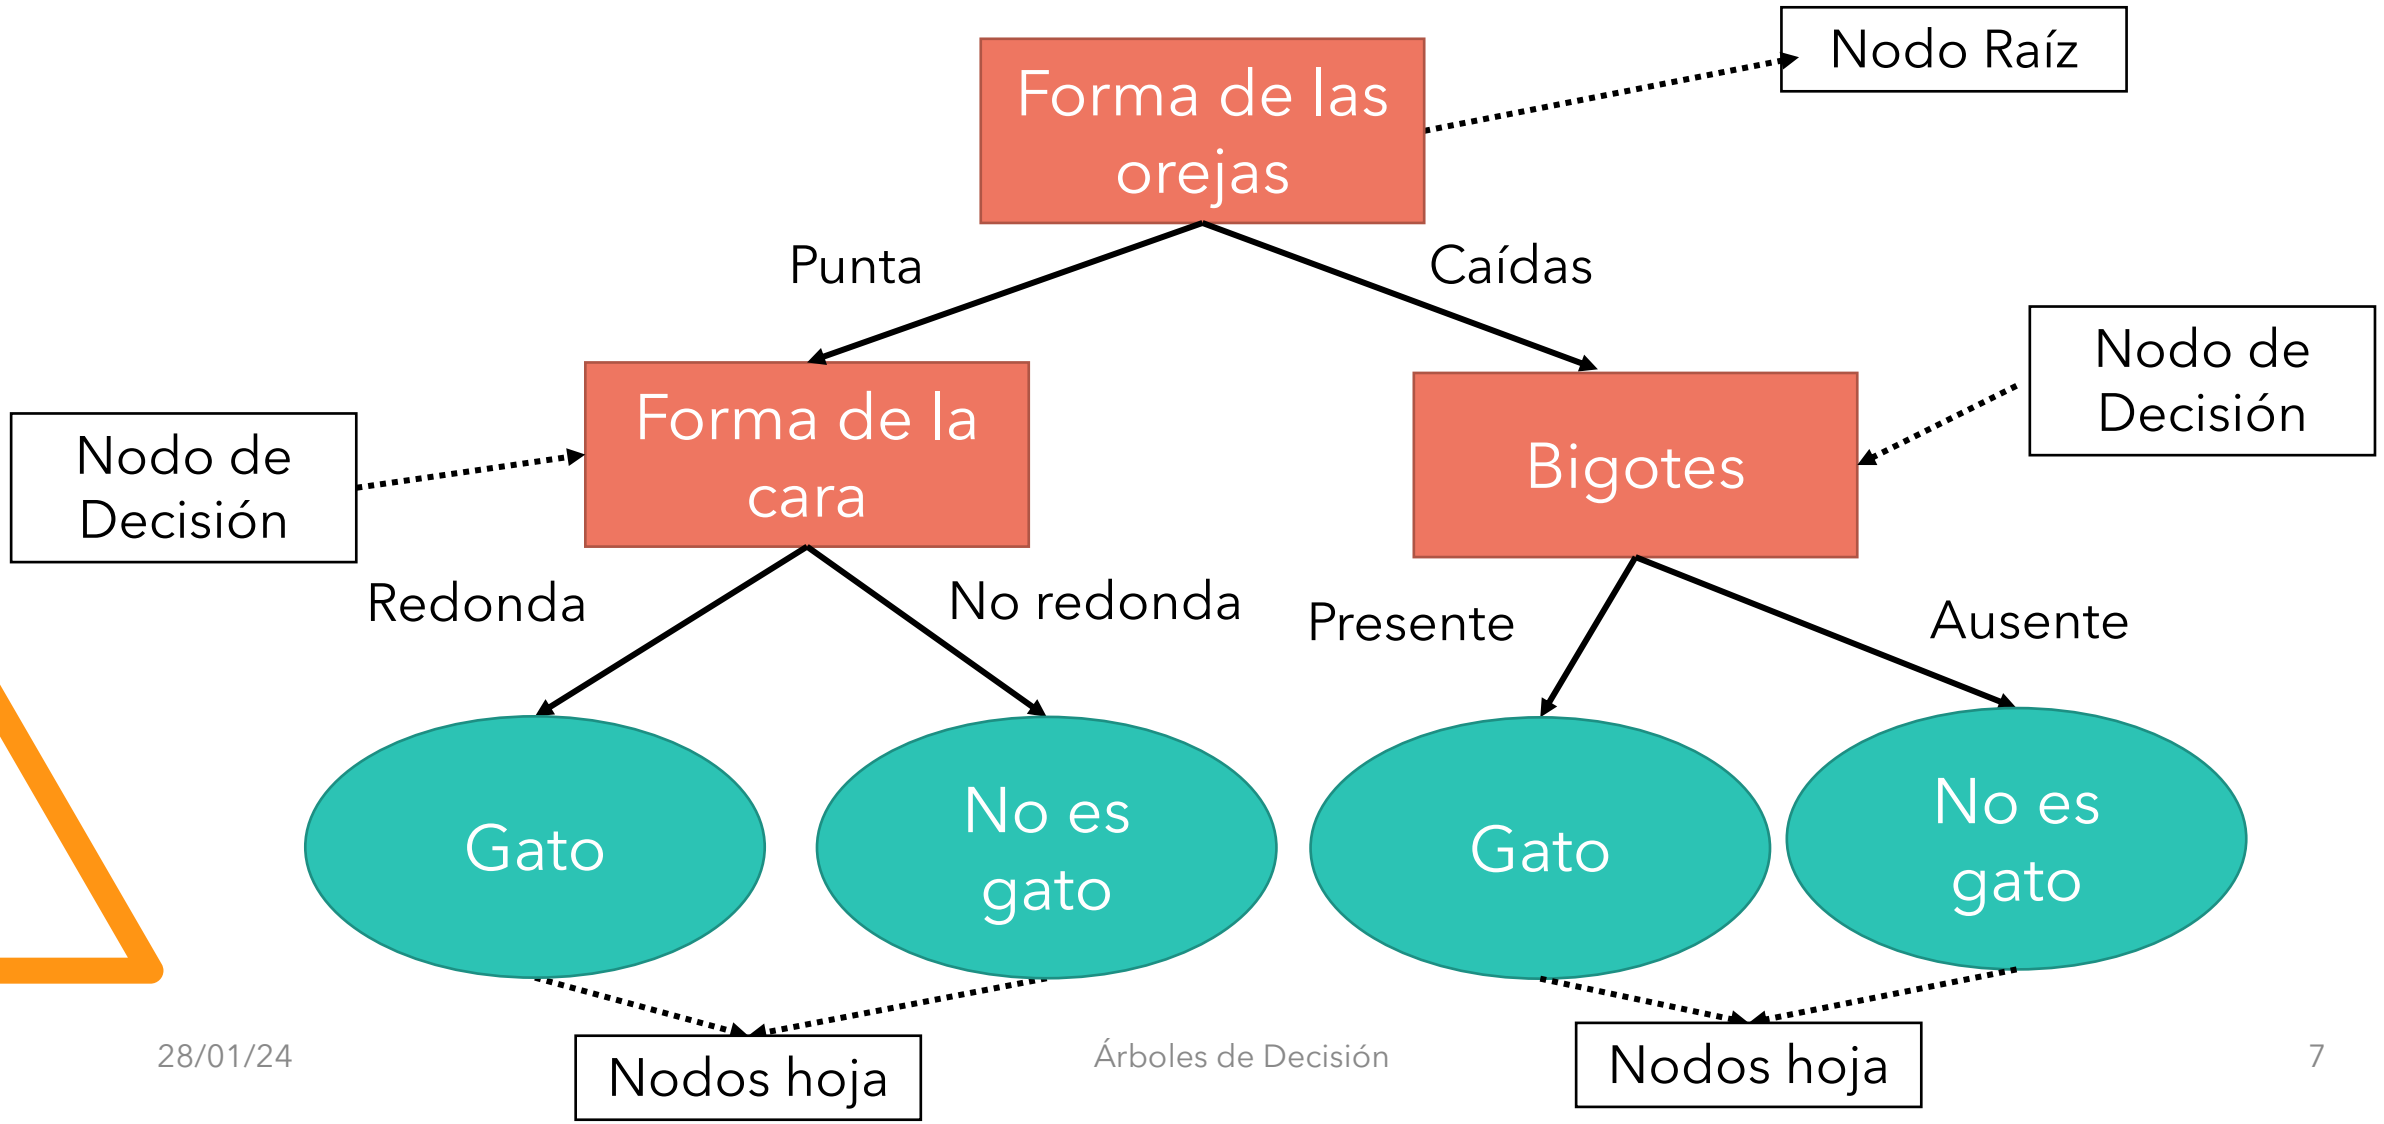 Nodo Raíz
Forma de las
orejas
Punta
Caídas
Nodo de
Decisión
Forma de la
cara
Bigotes
Nodo de
Decisión
Redonda
No redonda
Presente
Ausente
Gato
No es
gato
Gato
No es
gato
Nodos hoja
Nodos hoja
28/01/24
Árboles de Decisión
7